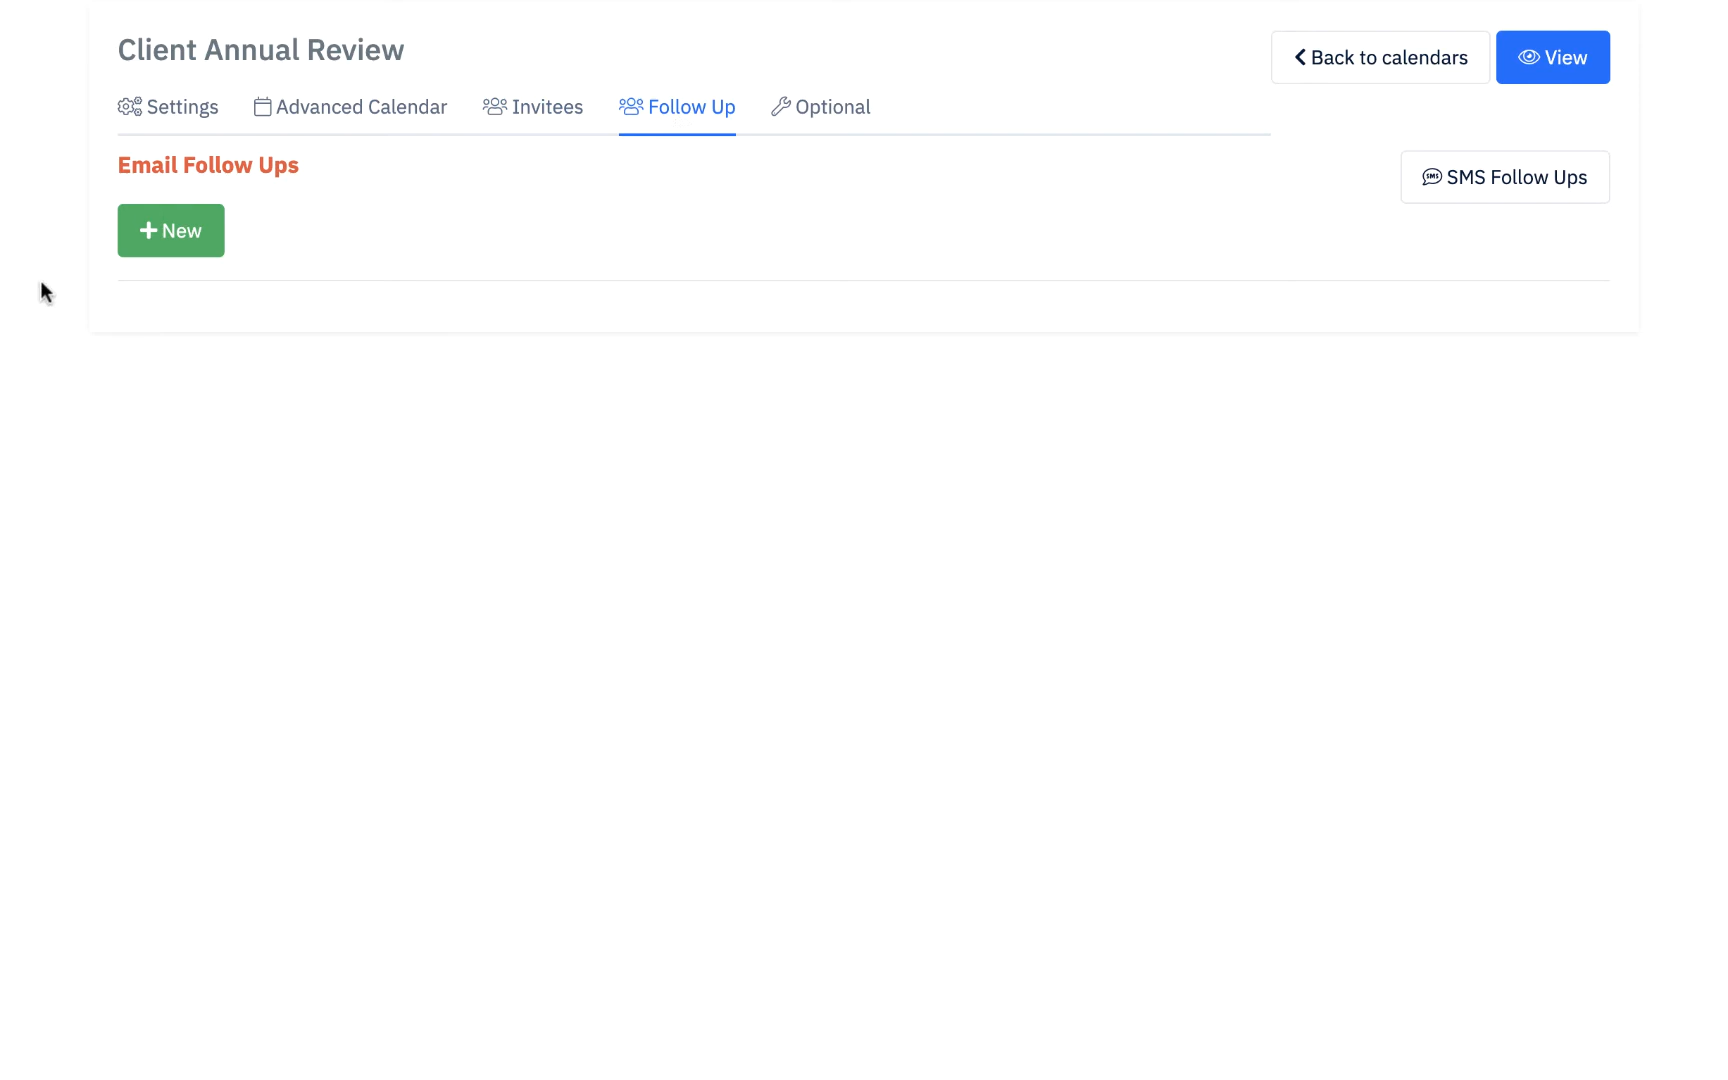 Client Annual Review
Back to calendars
View
Settings
Advanced Calendar
Invitees
Follow Up
Optional
Email Follow Ups
SMS SMS Follow Ups
New